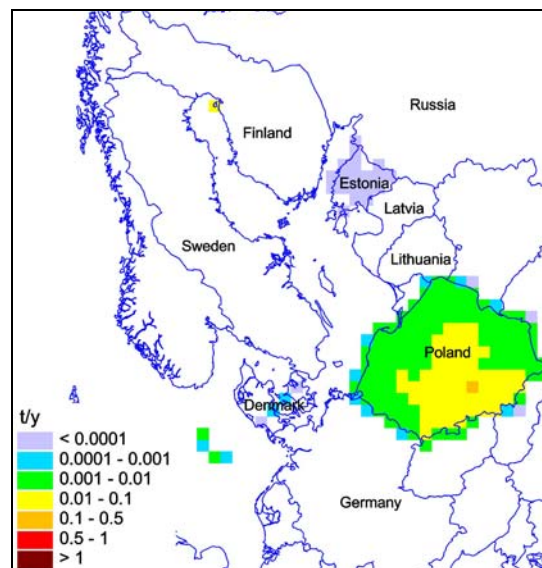 Russia
Finland
Estonia
Latvia
Sweden
Lithuania
Poland
Denmark
t/y
< 0.0001
0.0001 - 0.001
0.001 - 0.01
0.01 - 0.1
0.1 - 0.5
0.5 - 1
> 1
Germany